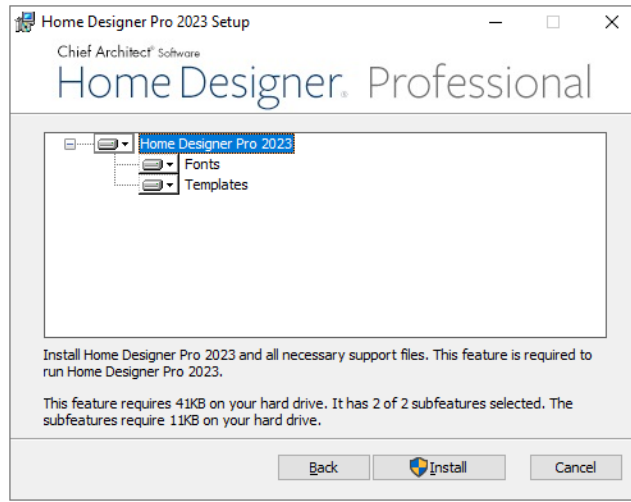 Home Designer Pro 2023 Setup
Chief Architect® Software
Home Designer® Professional
Home Designer Pro 2023
Fonts
Templates
Install Home Designer Pro 2023 and all necessary support files. This feature is required to
run Home Designer Pro 2023.
This feature requires 41KB on your hard drive. It has 2 of 2 subfeatures selected. The
subfeatures require 11KB on your hard drive.
Back
Install
Cancel